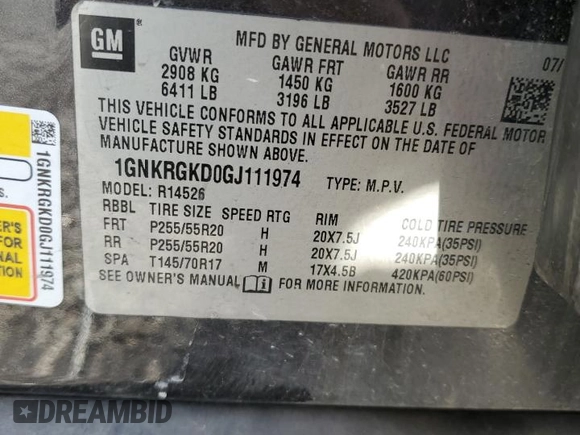 GM
MFD BY GENERAL MOTORS LLC
07/
GVWR GAWR FRT GAWR RR
2908 KG 1450 KG 1600 KG
6411 LB 3196 LB 3527 LB
THIS VEHICLE CONFORMS TO ALL APPLICABLE U.S. FEDERAL MOTOR
VEHICLE SAFETY STANDARDS IN EFFECT ON THE DATE OF
MANUFACTURE SHOWN ABOVE.
1GNKRGKD0GJ111974 TYPE: M.P.V.
MODEL: R14526
RBBL TIRE SIZE SPEED RTG RIM COLD TIRE PRESSURE
FRT P255/55R20 H 20X7.5J 240KPA(35PSI)
RR P255/55R20 H 20X7.5J 240KPA(35PSI)
SPA T145/70R17 M 17X4.5B 420KPA(60PSI)
SEE OWNER'S MANUAL i FOR MORE INFORMATION.
1GNKRGKD0GJ111974
ER'S
FOR
ONAL
ON
DREAMBID